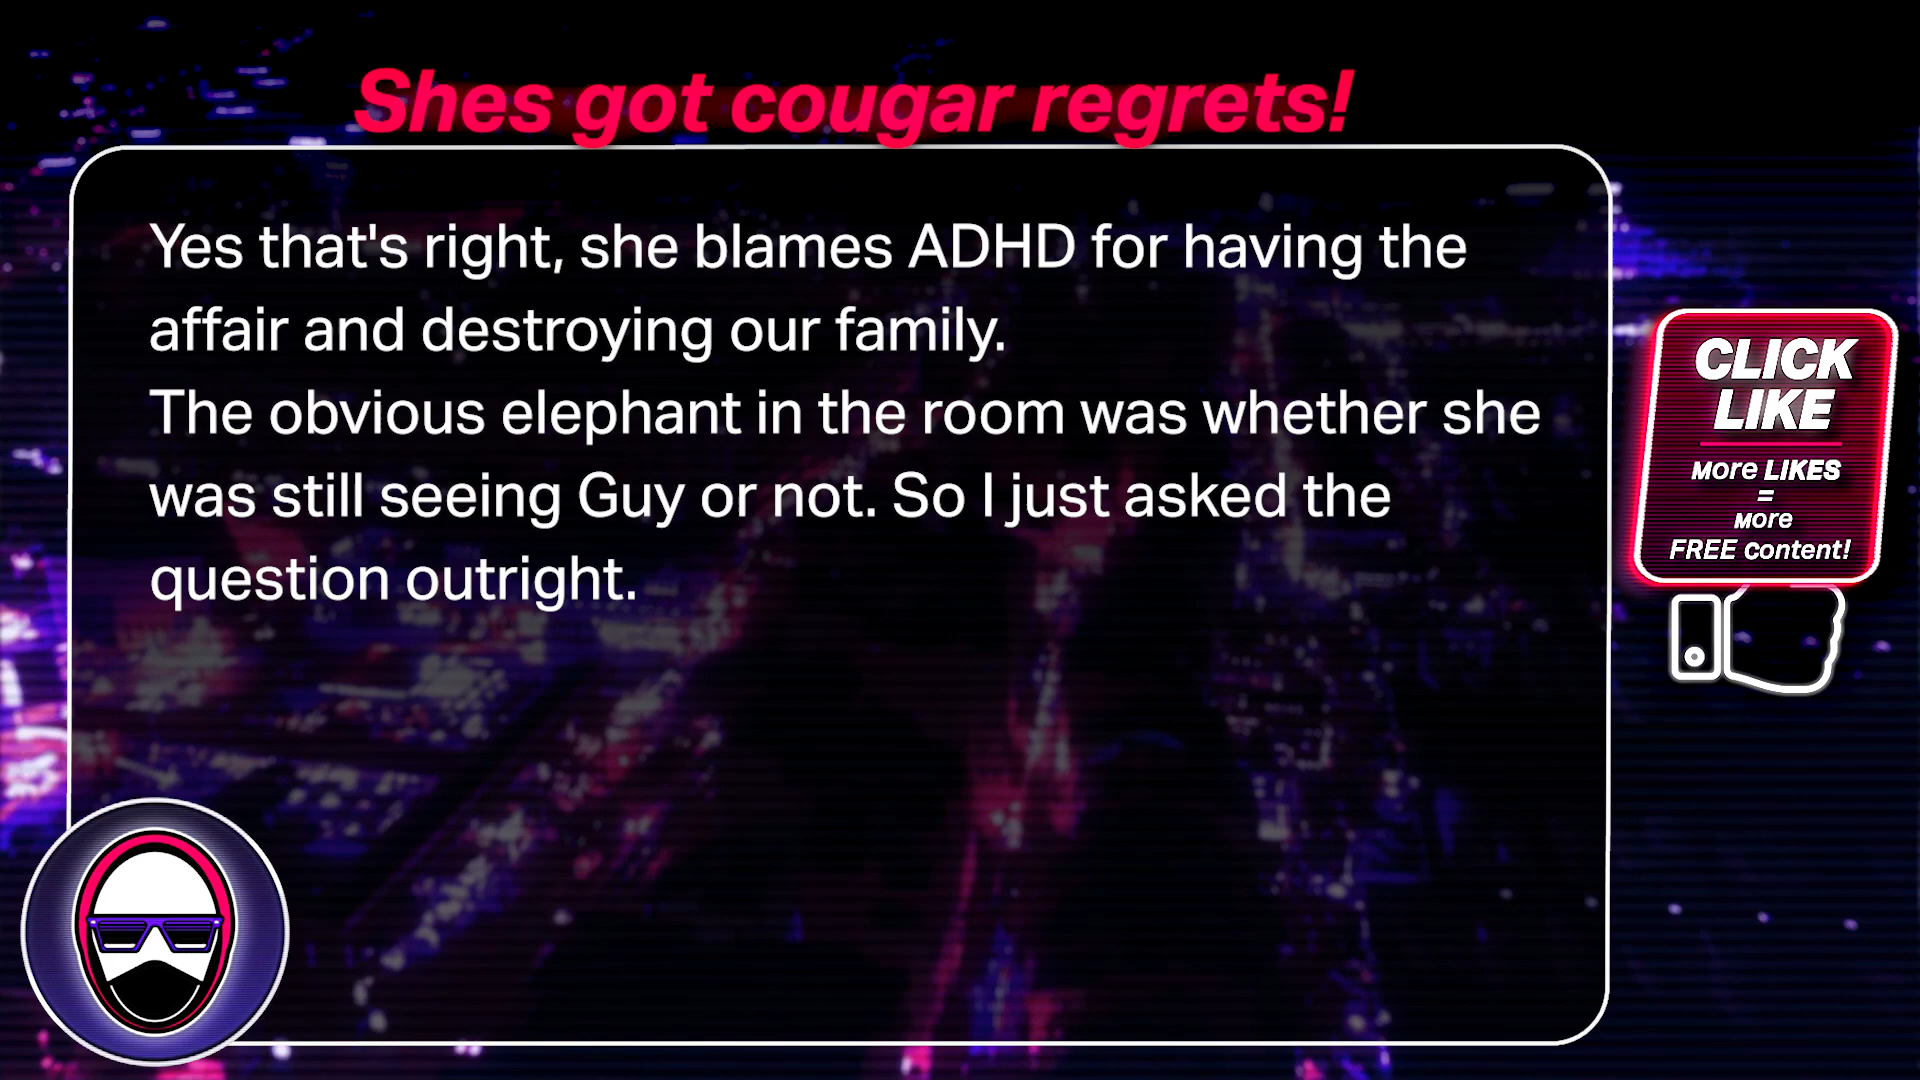 Shes got cougar regrets!
Yes that's right, she blames ADHD for having the
affair and destroying our family.
The obvious elephant in the room was whether she
was still seeing Guy or not. So I just asked the
question outright.
CLICK
LIKE
More LIKES
=
More
FREE content!